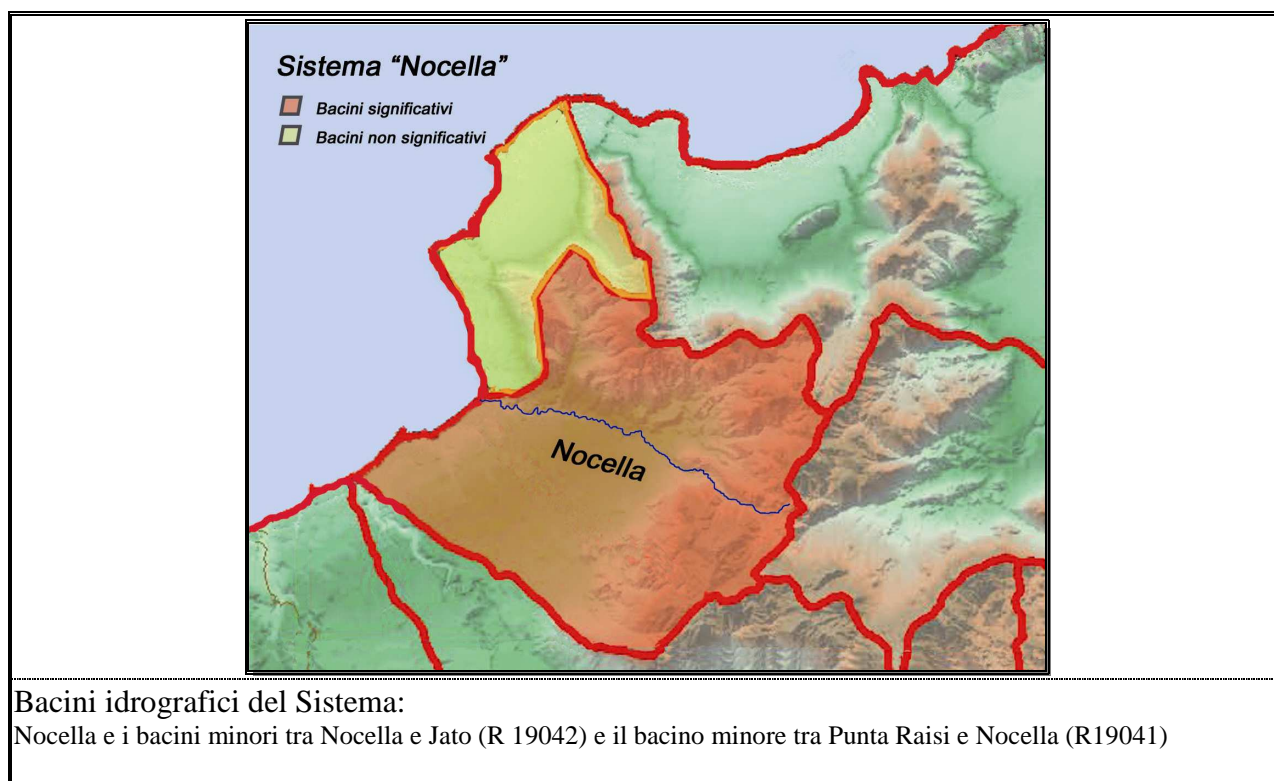 Sistema “Nocella”
Bacini significativi
Bacini non significativi
Nocella
Bacini idrografici del Sistema:
Nocella e i bacini minori tra Nocella e Jato (R 19042) e il bacino minore tra Punta Raisi e Nocella (R19041)